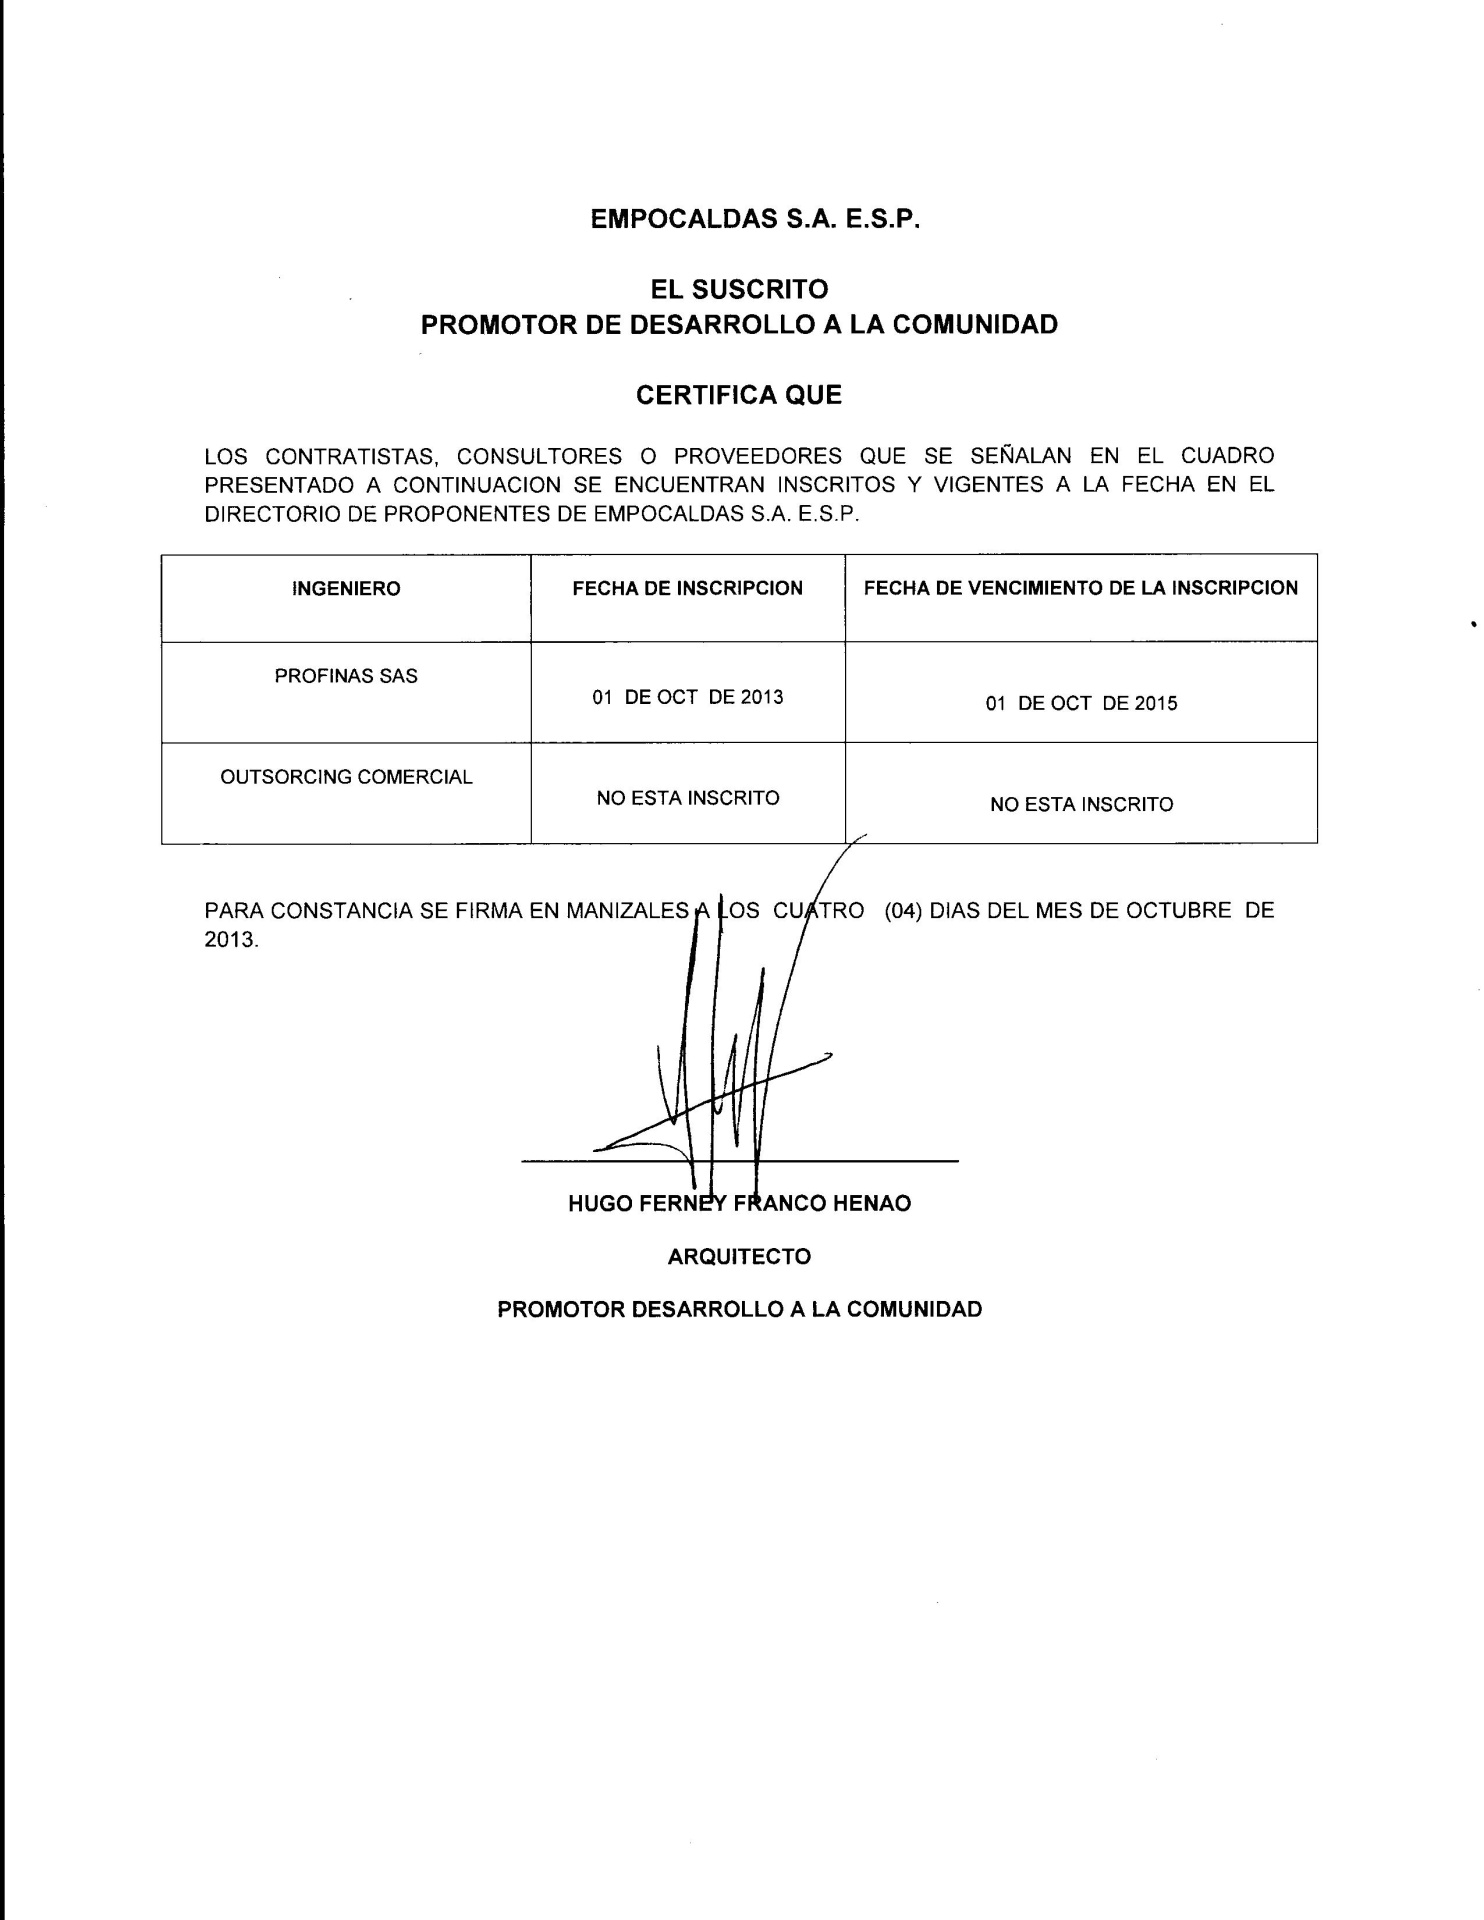 EMPOCALDAS S.A. E.S.P.
EL SUSCRITO
PROMOTOR DE DESARROLLO A LA COMUNIDAD
CERTIFICA QUE
LOS CONTRATISTAS, CONSULTORES O PROVEEDORES QUE SE SEÑALAN EN EL CUADRO
PRESENTADO A CONTINUACION SE ENCUENTRAN INSCRITOS Y VIGENTES A LA FECHA EN EL
DIRECTORIO DE PROPONENTES DE EMPOCALDAS S.A. E.S.P.
INGENIERO FECHA DE INSCRIPCION FECHA DE VENCIMIENTO DE LA INSCRIPCION
PROFINAS SAS 01 DE OCT DE 2013 01 DE OCT DE 2015
OUTSORCING COMERCIAL NO ESTA INSCRITO NO ESTA INSCRITO
PARA CONSTANCIA SE FIRMA EN MANIZALES A LOS CUATRO (04) DIAS DEL MES DE OCTUBRE DE
2013.
HUGO FERNEY FRANCO HENAO
ARQUITECTO
PROMOTOR DESARROLLO A LA COMUNIDAD